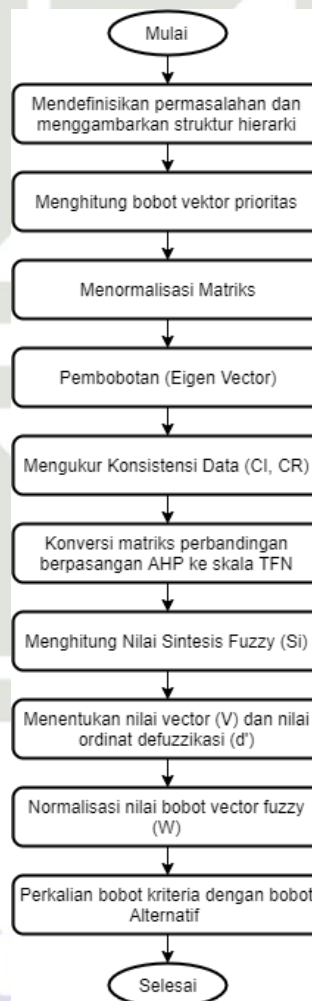 Mulai
Mendefinisikan permasalahan dan
menggambarkan struktur hierarki
Menghitung bobot vektor prioritas
Menormalisasi Matriks
Pembobotan (Eigen Vector)
Mengukur Konsistensi Data (CI, CR)
Konversi matriks perbandingan
berpasangan AHP ke skala TFN
Menghitung Nilai Sintesis Fuzzy (Si)
Menentukan nilai vector (V) dan nilai
ordinat defuzzikasi (d')
Normalisasi nilai bobot vector fuzzy
(W)
Perkalian bobot kriteria dengan bobot
Alternatif
Selesai